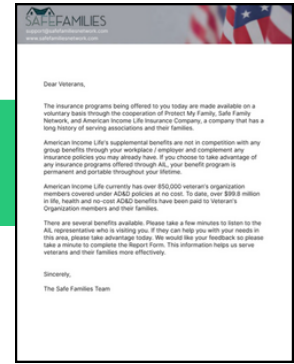 SAFEFAMILIES
support@safefamiliesnetwork.com
www.safefamiliesnetwork.com
Dear Veterans,
The insurance programs being offered to you today are made available on a
voluntary basis through the cooperation of Protect My Family, Safe Family
Network, and American Income Life Insurance Company, a company that has a
long history of serving associations and their families.
American Income Life's supplemental benefits are not in competition with any
group benefits through your workplace / employer and complement any
insurance policies you may already have. If you choose to take advantage of
any insurance programs offered through AIL, your benefit program is
permanent and portable throughout your lifetime.
American Income Life currently has over 850,000 veteran's organization
members covered under AD&D policies at no cost. To date, over $99.8 million
in life, health and no-cost AD&D benefits have been paid to Veteran's
Organization members and their families.
There are several benefits available. Please take a few minutes to listen to the
AIL representative who is visiting you. If they can help you with your needs in
this area, please take advantage today. We would like your feedback so please
take a minute to complete the Report Form. This information helps us serve
veterans and their families more effectively.
Sincerely,
The Safe Families Team